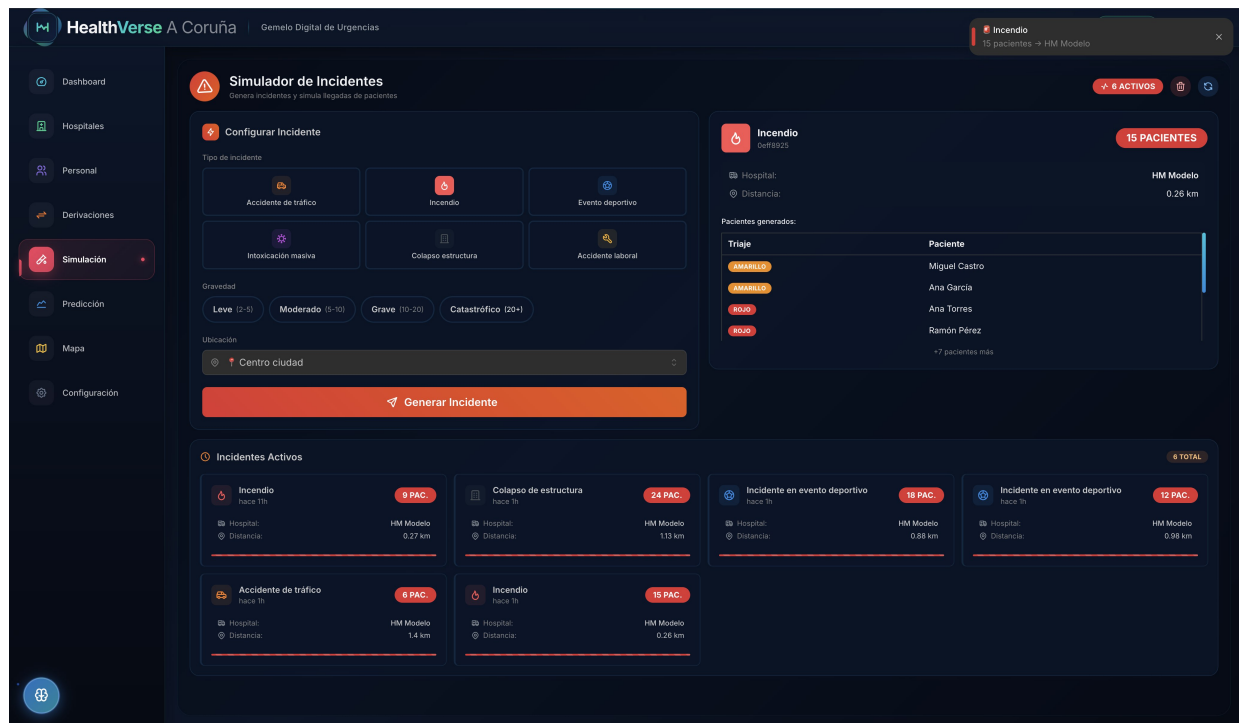 HealthVerse A Coruña
Gemelo Digital de Urgencias
Incendio
15 pacientes → HM Modelo
Dashboard
Hospitales
Personal
Derivaciones
Simulación
Predicción
Mapa
Configuración
Simulador de Incidentes
Genera incidentes y simula llegadas de pacientes
6 ACTIVOS
Configurar Incidente
Tipo de incidente
Accidente de tráfico
Incendio
Evento deportivo
Intoxicación masiva
Colapso estructura
Accidente laboral
Gravedad
Leve (2-5)
Moderado (5-10)
Grave (10-20)
Catastrófico (20+)
Ubicación
Centro ciudad
Generar Incidente
Incendio
0eff8925
15 PACIENTES
Hospital: HM Modelo
Distancia: 0.26 km
Pacientes generados:
Triaje Paciente
AMARILLO Miguel Castro
AMARILLO Ana García
ROJO Ana Torres
ROJO Ramón Pérez
+7 pacientes más
Incidentes Activos
6 TOTAL
Incendio
hace 11h
9 PAC.
Hospital: HM Modelo
Distancia: 0.27 km
Colapso de estructura
hace 1h
24 PAC.
Hospital: HM Modelo
Distancia: 1.13 km
Incidente en evento deportivo
hace 1h
18 PAC.
Hospital: HM Modelo
Distancia: 0.88 km
Incidente en evento deportivo
hace 1h
12 PAC.
Hospital: HM Modelo
Distancia: 0.98 km
Accidente de tráfico
hace 1h
6 PAC.
Hospital: HM Modelo
Distancia: 1.4 km
Incendio
hace 1h
15 PAC.
Hospital: HM Modelo
Distancia: 0.26 km